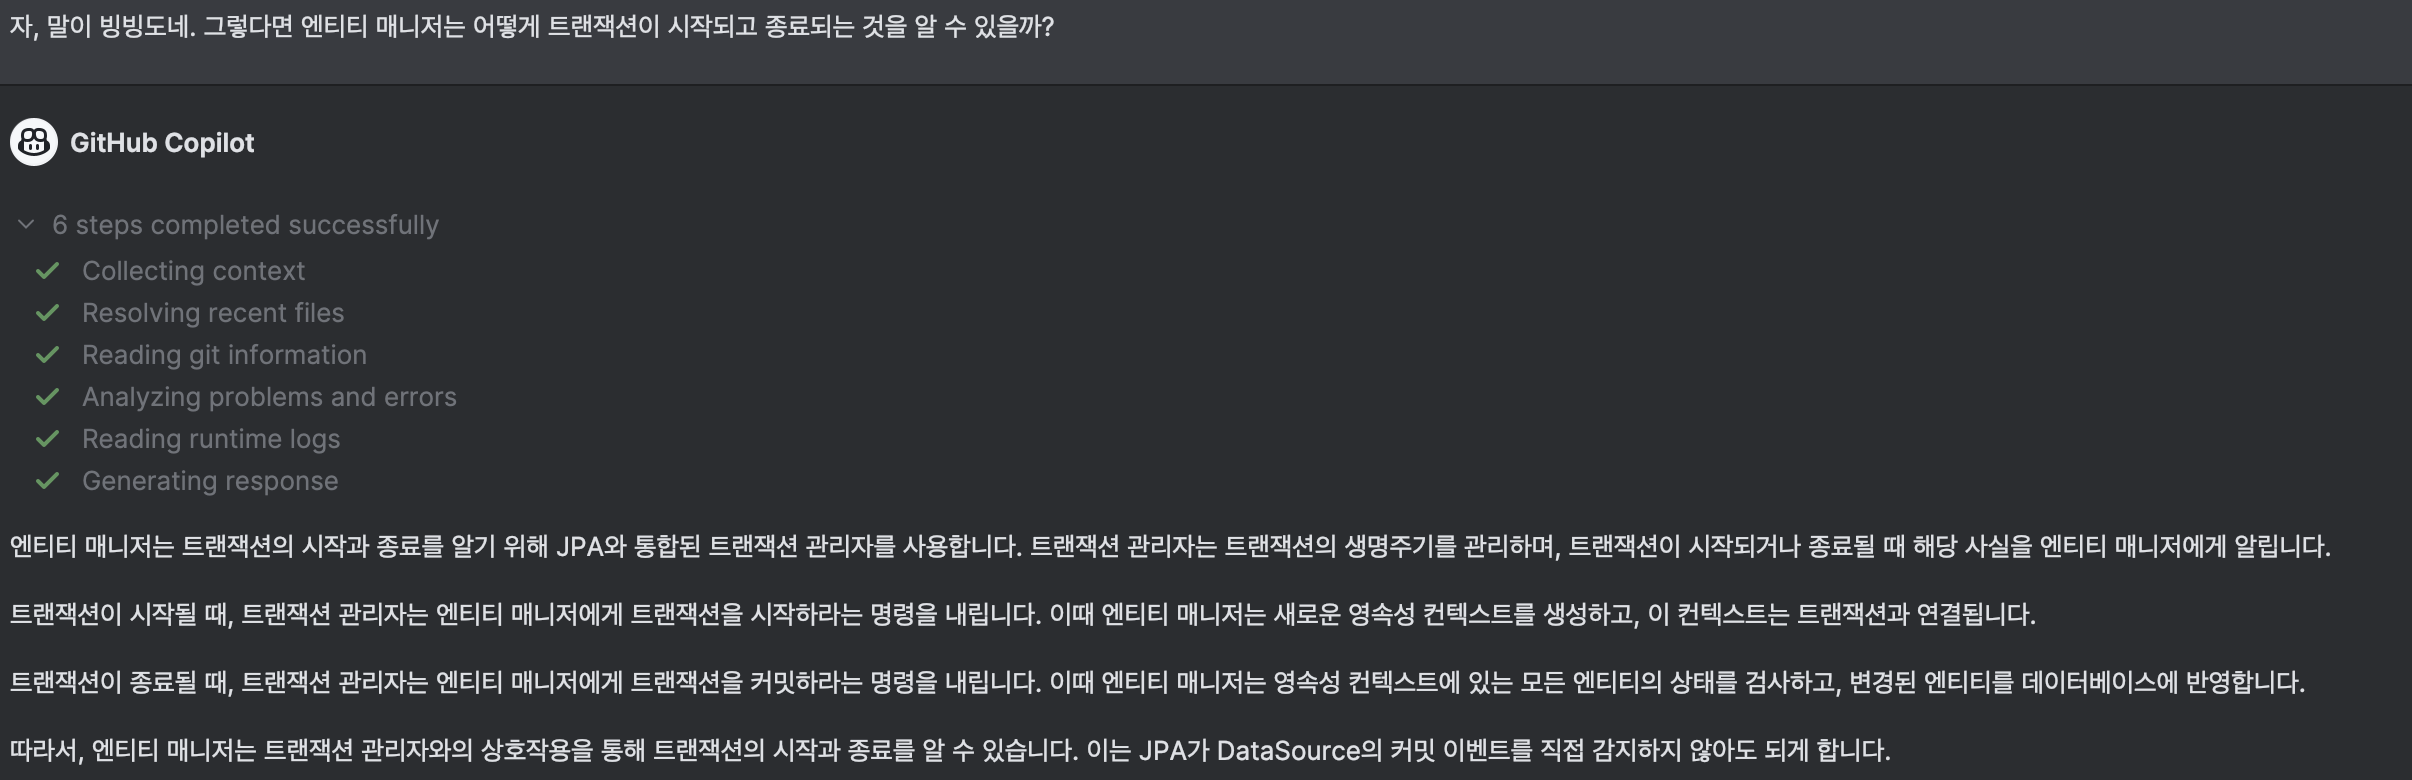 자, 말이 빙빙도네. 그렇다면 엔티티 매니저는 어떻게 트랜잭션이 시작되고 종료되는 것을 알 수 있을까?
GitHub Copilot
6 steps completed successfully
Collecting context
Resolving recent files
Reading git information
Analyzing problems and errors
Reading runtime logs
Generating response
엔티티 매니저는 트랜잭션의 시작과 종료를 알기 위해 JPA와 통합된 트랜잭션 관리자를 사용합니다. 트랜잭션 관리자는 트랜잭션의 생명주기를 관리하며, 트랜잭션이 시작되거나 종료될 때 해당 사실을 엔티티 매니저에게 알립니다.
트랜잭션이 시작될 때, 트랜잭션 관리자는 엔티티 매니저에게 트랜잭션을 시작하라는 명령을 내립니다. 이때 엔티티 매니저는 새로운 영속성 컨텍스트를 생성하고, 이 컨텍스트는 트랜잭션과 연결됩니다.
트랜잭션이 종료될 때, 트랜잭션 관리자는 엔티티 매니저에게 트랜잭션을 커밋하라는 명령을 내립니다. 이때 엔티티 매니저는 영속성 컨텍스트에 있는 모든 엔티티의 상태를 검사하고, 변경된 엔티티를 데이터베이스에 반영합니다.
따라서, 엔티티 매니저는 트랜잭션 관리자와의 상호작용을 통해 트랜잭션의 시작과 종료를 알 수 있습니다. 이는 JPA가 DataSource의 커밋 이벤트를 직접 감지하지 않아도 되게 합니다.